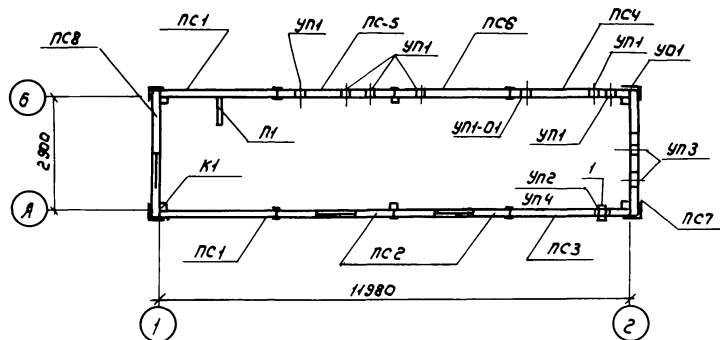 ПС8
ПС1
УП1
ПС-5
УП1
ПС6
ПС4
УП1
УО1
Б
2900
П1
УП1-01
УП1
УП3
К1
УП2
1
УП4
А
ПС7
ПС1
ПС2
ПС3
11980
1
2